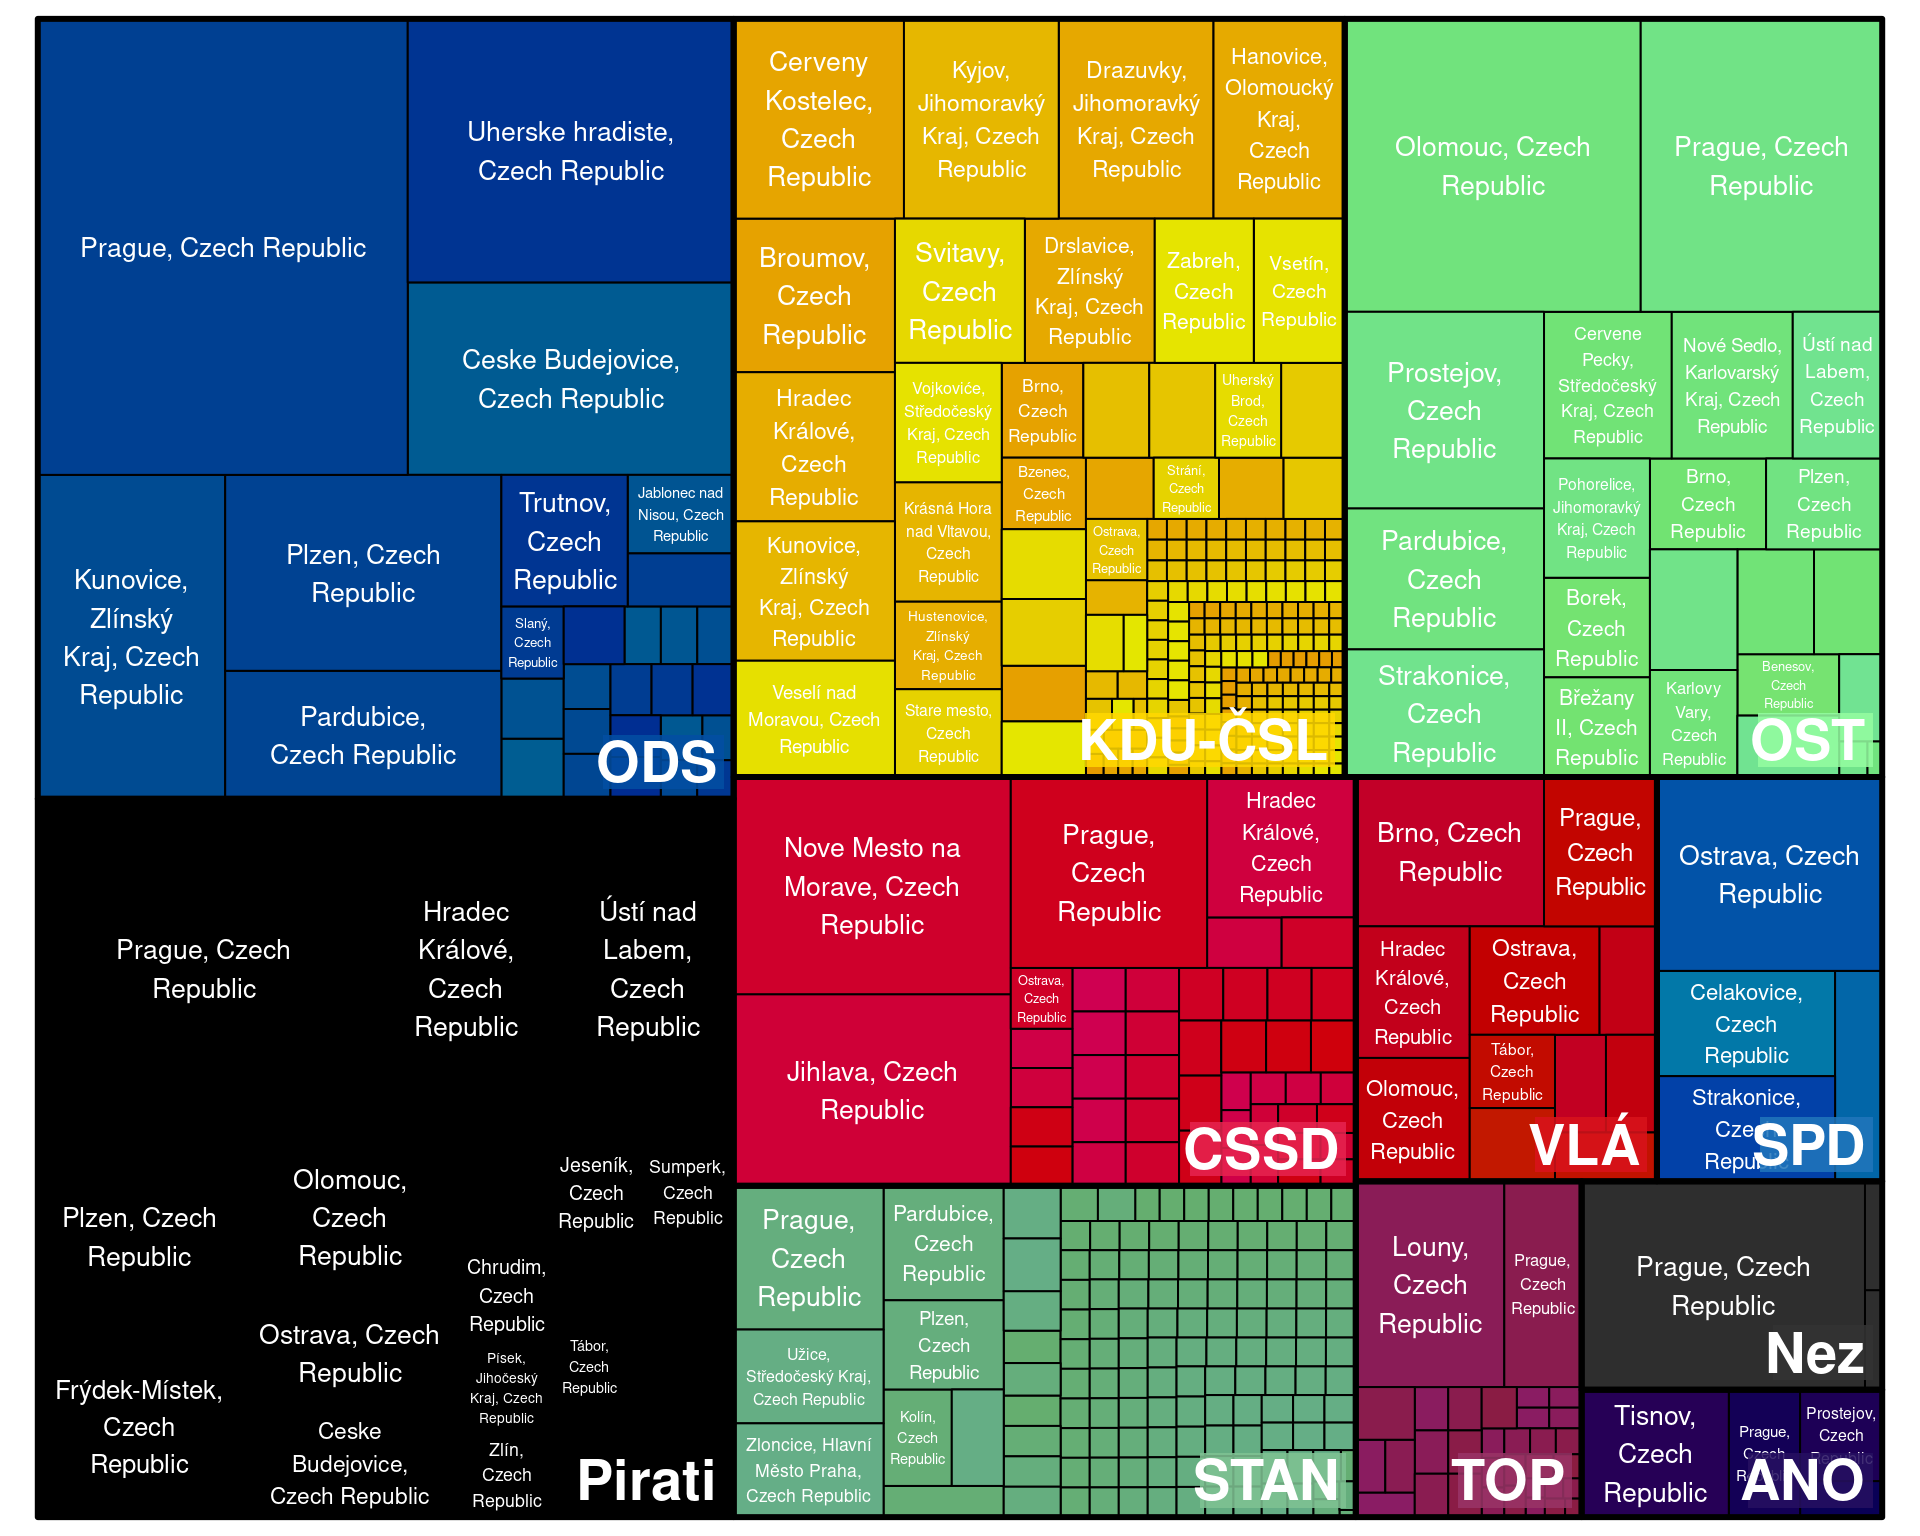 Prague, Czech Republic
Uherske hradiste,
Czech Republic
Ceske Budejovice,
Czech Republic
Kunovice,
Zlínský
Kraj, Czech
Republic
Plzen, Czech
Republic
Pardubice,
Czech Republic
Trutnov,
Czech
Republic
Jablonec nad
Nisou, Czech
Republic
Slaný,
Czech
Republic
ODS
Cerveny
Kostelec,
Czech
Republic
Kyjov,
Jihomoravký
Kraj, Czech
Republic
Drazuvky,
Jihomoravký
Kraj, Czech
Republic
Hanovice,
Olomoucký
Kraj,
Czech
Republic
Broumov,
Czech
Republic
Svitavy,
Czech
Republic
Drslavice,
Zlínský
Kraj, Czech
Republic
Zabreh,
Czech
Republic
Vsetín,
Czech
Republic
Hradec
Králové,
Czech
Republic
Vojkoviće,
Středočeský
Kraj, Czech
Republic
Brno,
Czech
Republic
Uherský
Brod,
Czech
Republic
Bzenec,
Czech
Republic
Strání,
Czech
Republic
Krásná Hora
nad Vltavou,
Czech
Republic
Ostrava,
Czech
Republic
Kunovice,
Zlínský
Kraj, Czech
Republic
Hustenovice,
Zlínský
Kraj, Czech
Republic
Veselí nad
Moravou, Czech
Republic
Stare mesto,
Czech
Republic
KDU-ČSL
Olomouc, Czech
Republic
Prague, Czech
Republic
Prostejov,
Czech
Republic
Cervene
Pecky,
Středočeský
Kraj, Czech
Republic
Nové Sedlo,
Karlovarský
Kraj, Czech
Republic
Ústí nad
Labem,
Czech
Republic
Pohorelice,
Jihomoravký
Kraj, Czech
Republic
Brno,
Czech
Republic
Plzen,
Czech
Republic
Pardubice,
Czech
Republic
Borek,
Czech
Republic
Strakonice,
Czech
Republic
Břežany
II, Czech
Republic
Karlovy
Vary,
Czech
Republic
Benesov,
Czech
Republic
OST
Prague, Czech
Republic
Hradec
Králové,
Czech
Republic
Ústí nad
Labem,
Czech
Republic
Plzen, Czech
Republic
Olomouc,
Czech
Republic
Jeseník,
Czech
Republic
Sumperk,
Czech
Republic
Chrudim,
Czech
Republic
Ostrava, Czech
Republic
Písek,
Jihočeský
Kraj, Czech
Republic
Tábor,
Czech
Republic
Frýdek-Místek,
Czech
Republic
Ceske
Budejovice,
Czech Republic
Zlín,
Czech
Republic
Pirati
Nove Mesto na
Morave, Czech
Republic
Prague,
Czech
Republic
Hradec
Králové,
Czech
Republic
Ostrava,
Czech
Republic
Jihlava, Czech
Republic
CSSD
Brno, Czech
Republic
Prague,
Czech
Republic
Hradec
Králové,
Czech
Republic
Ostrava,
Czech
Republic
Olomouc,
Czech
Republic
Tábor,
Czech
Republic
VLÁ
Ostrava, Czech
Republic
Celakovice,
Czech
Republic
Strakonice,
Czech
Republic
SPD
Prague,
Czech
Republic
Pardubice,
Czech
Republic
Plzen,
Czech
Republic
Užice,
Středočeský Kraj,
Czech Republic
Kolín,
Czech
Republic
Zloncice, Hlavní
Město Praha,
Czech Republic
STAN
Louny,
Czech
Republic
Prague,
Czech
Republic
TOP
Prague, Czech
Republic
Nez
Tisnov,
Czech
Republic
Prague,
Czech
Republic
Prostejov,
Czech
Republic
ANO